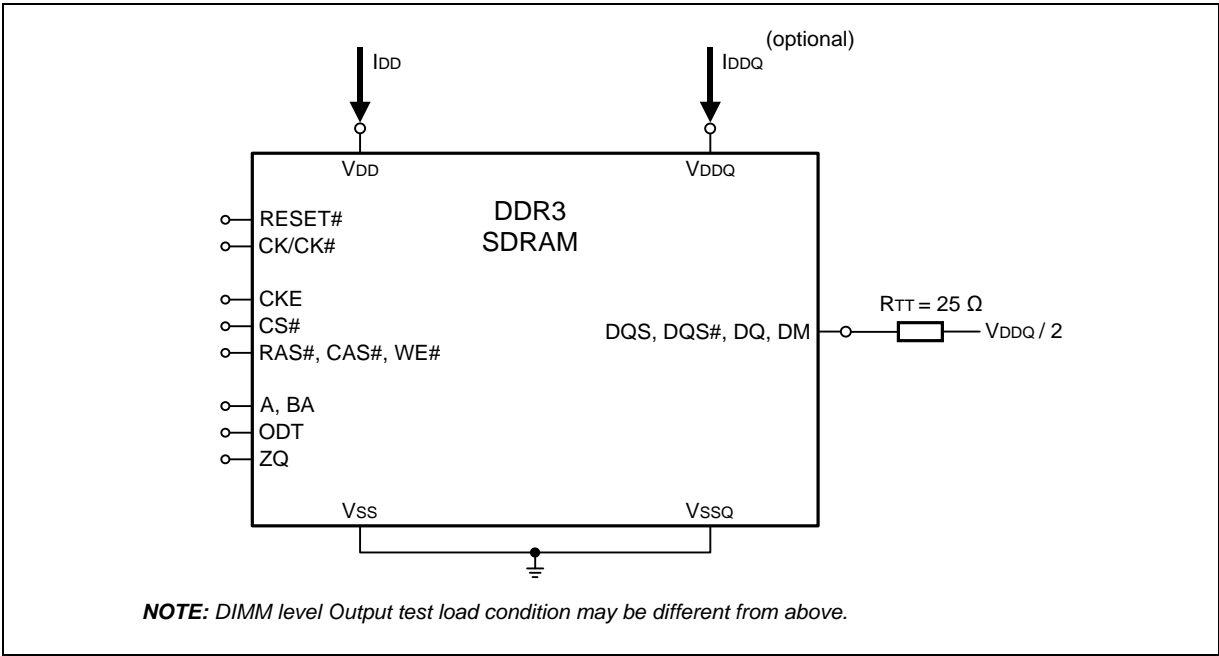 (optional)
IDD
IDDQ
VDD
VDDQ
DDR3
SDRAM
RESET#
CK/CK#
CKE
CS#
RAS#, CAS#, WE#
A, BA
ODT
ZQ
DQS, DQS#, DQ, DM
RTT = 25 Ω
VDDQ / 2
VSS
VSSQ
NOTE: DIMM level Output test load condition may be different from above.